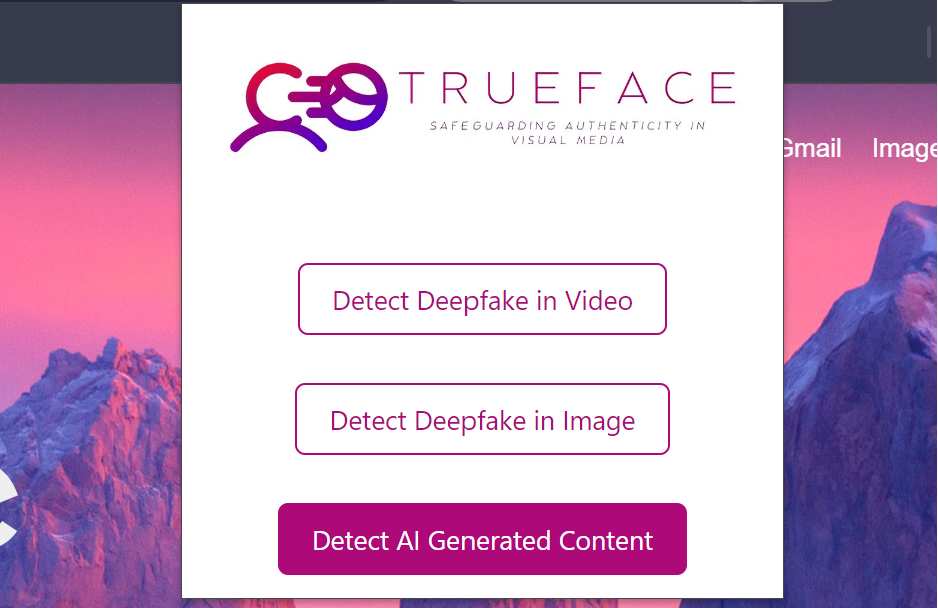 TRUEFACE
SAFEGUARDING AUTHENTICITY IN
VISUAL MEDIA
Gmail Image
Detect Deepfake in Video
Detect Deepfake in Image
Detect AI Generated Content